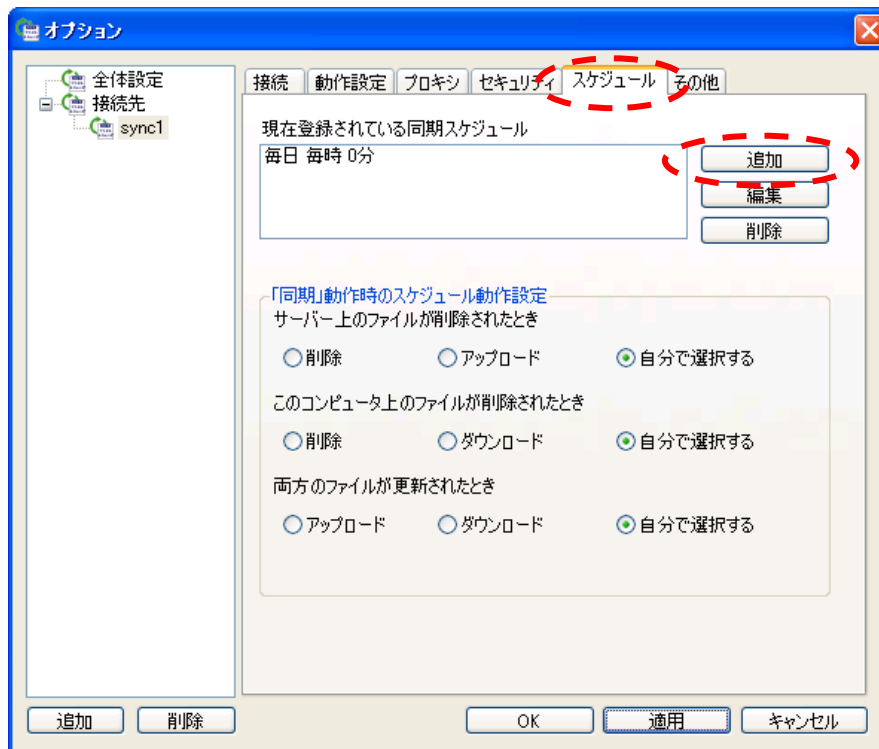 オプション
全体設定
接続先
sync1
接続 動作設定 プロキシ セキュリティ スケジュール その他
現在登録されている同期スケジュール
毎日 毎時 0分
追加
編集
削除
「同期」動作時のスケジュール動作設定
サーバー上のファイルが削除されたとき
削除 アップロード 自分で選択する
このコンピュータ上のファイルが削除されたとき
削除 ダウンロード 自分で選択する
両方のファイルが更新されたとき
アップロード ダウンロード 自分で選択する
追加 削除 OK 適用 キャンセル